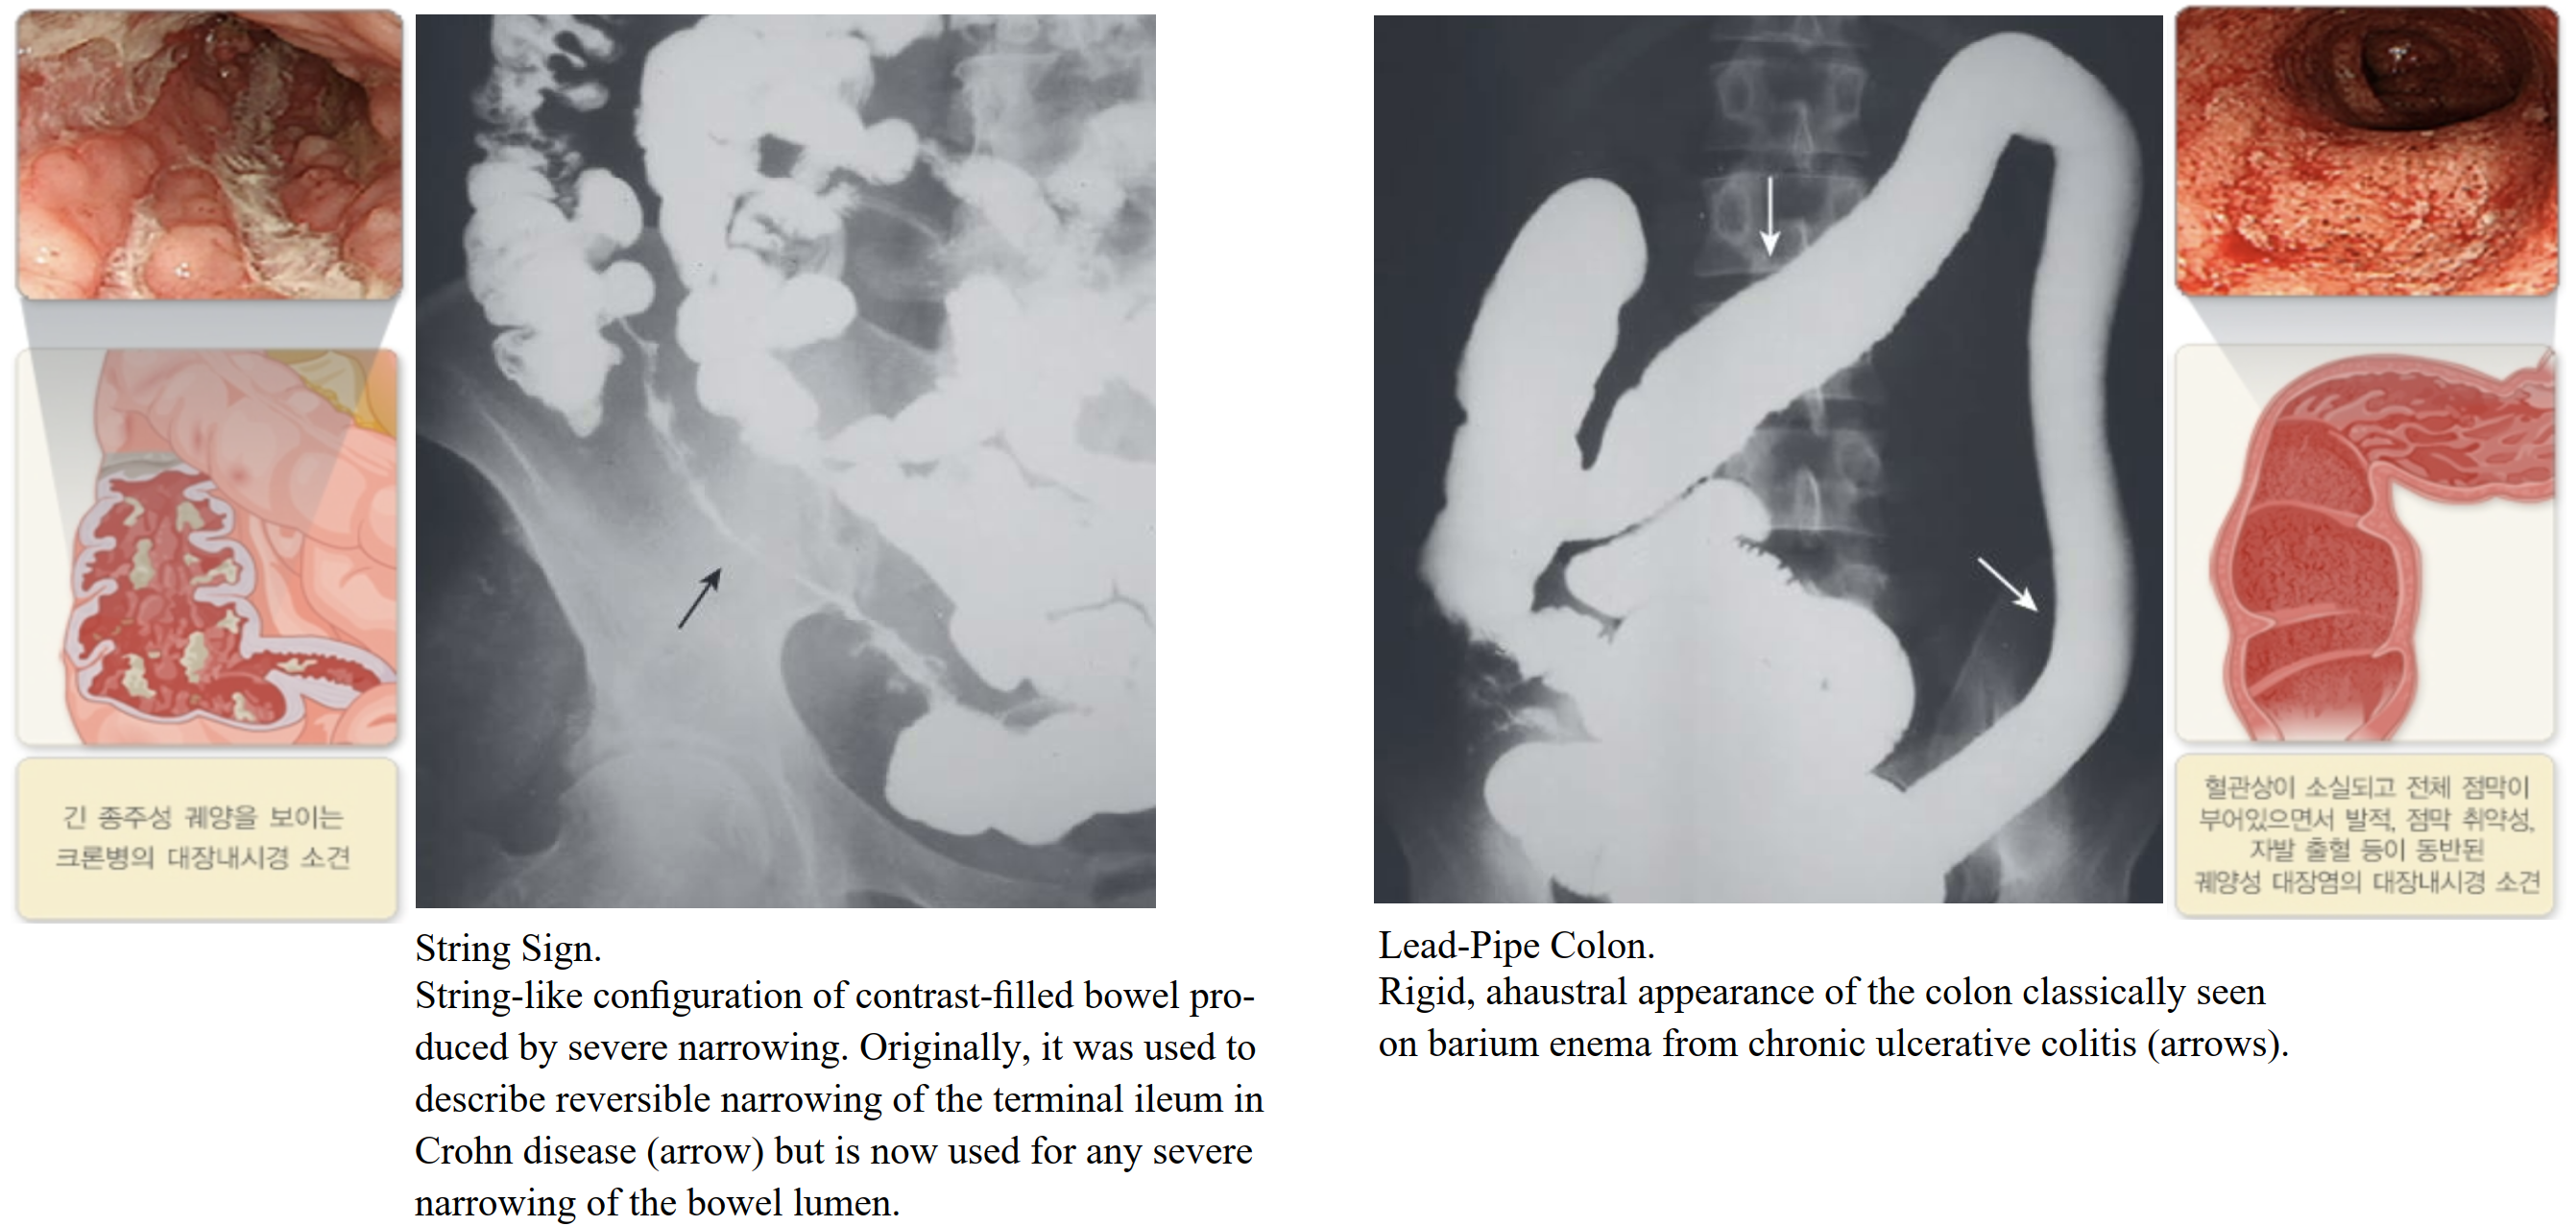 긴 종주성 궤양을 보이는
크론병의 대장내시경 소견
String Sign.
String-like configuration of contrast-filled bowel pro-
duced by severe narrowing. Originally, it was used to
describe reversible narrowing of the terminal ileum in
Crohn disease (arrow) but is now used for any severe
narrowing of the bowel lumen.
Lead-Pipe Colon.
Rigid, ahaustral appearance of the colon classically seen
on barium enema from chronic ulcerative colitis (arrows).
혈관상이 소실되고 전체 점막이
부어있으면서 발적, 점막 취약성,
자발 출혈 등이 동반된
궤양성 대장염의 대장내시경 소견